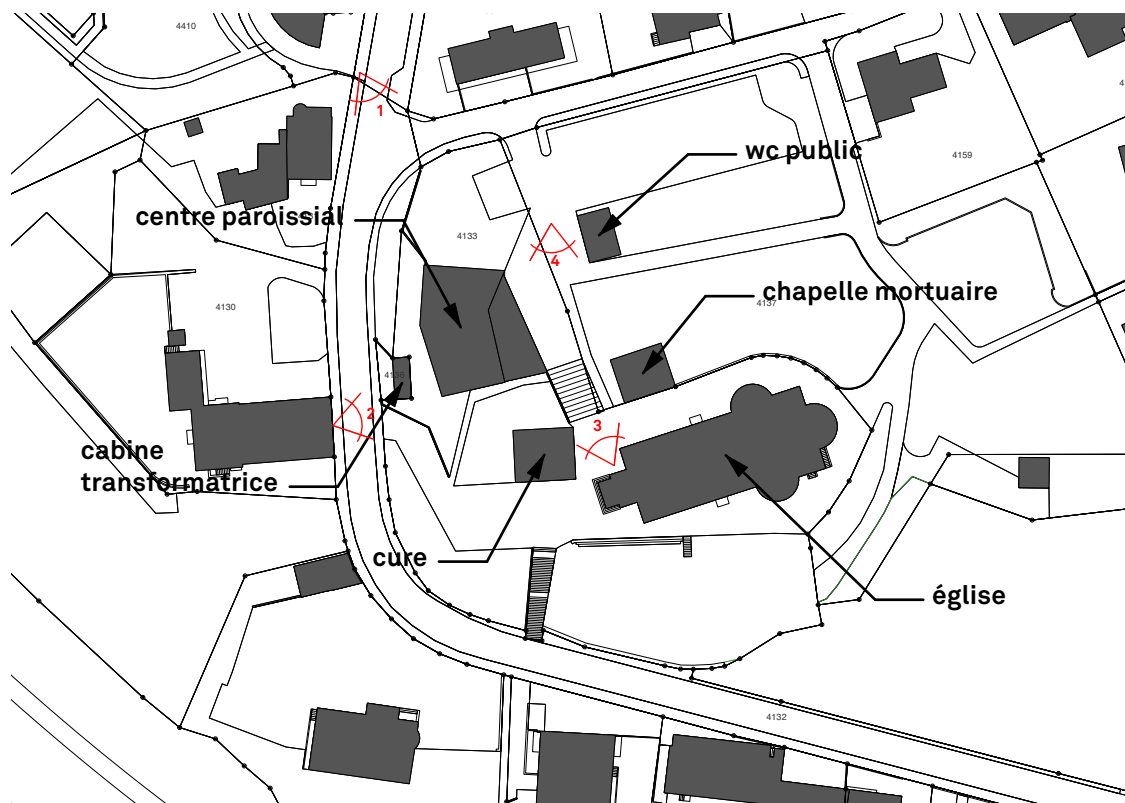 4410
1
wc public
4159
centre paroissial
4133
4
chapelle mortuaire
4137
4130
4138
2
3
cabine
transformatrice
cure
église
4132